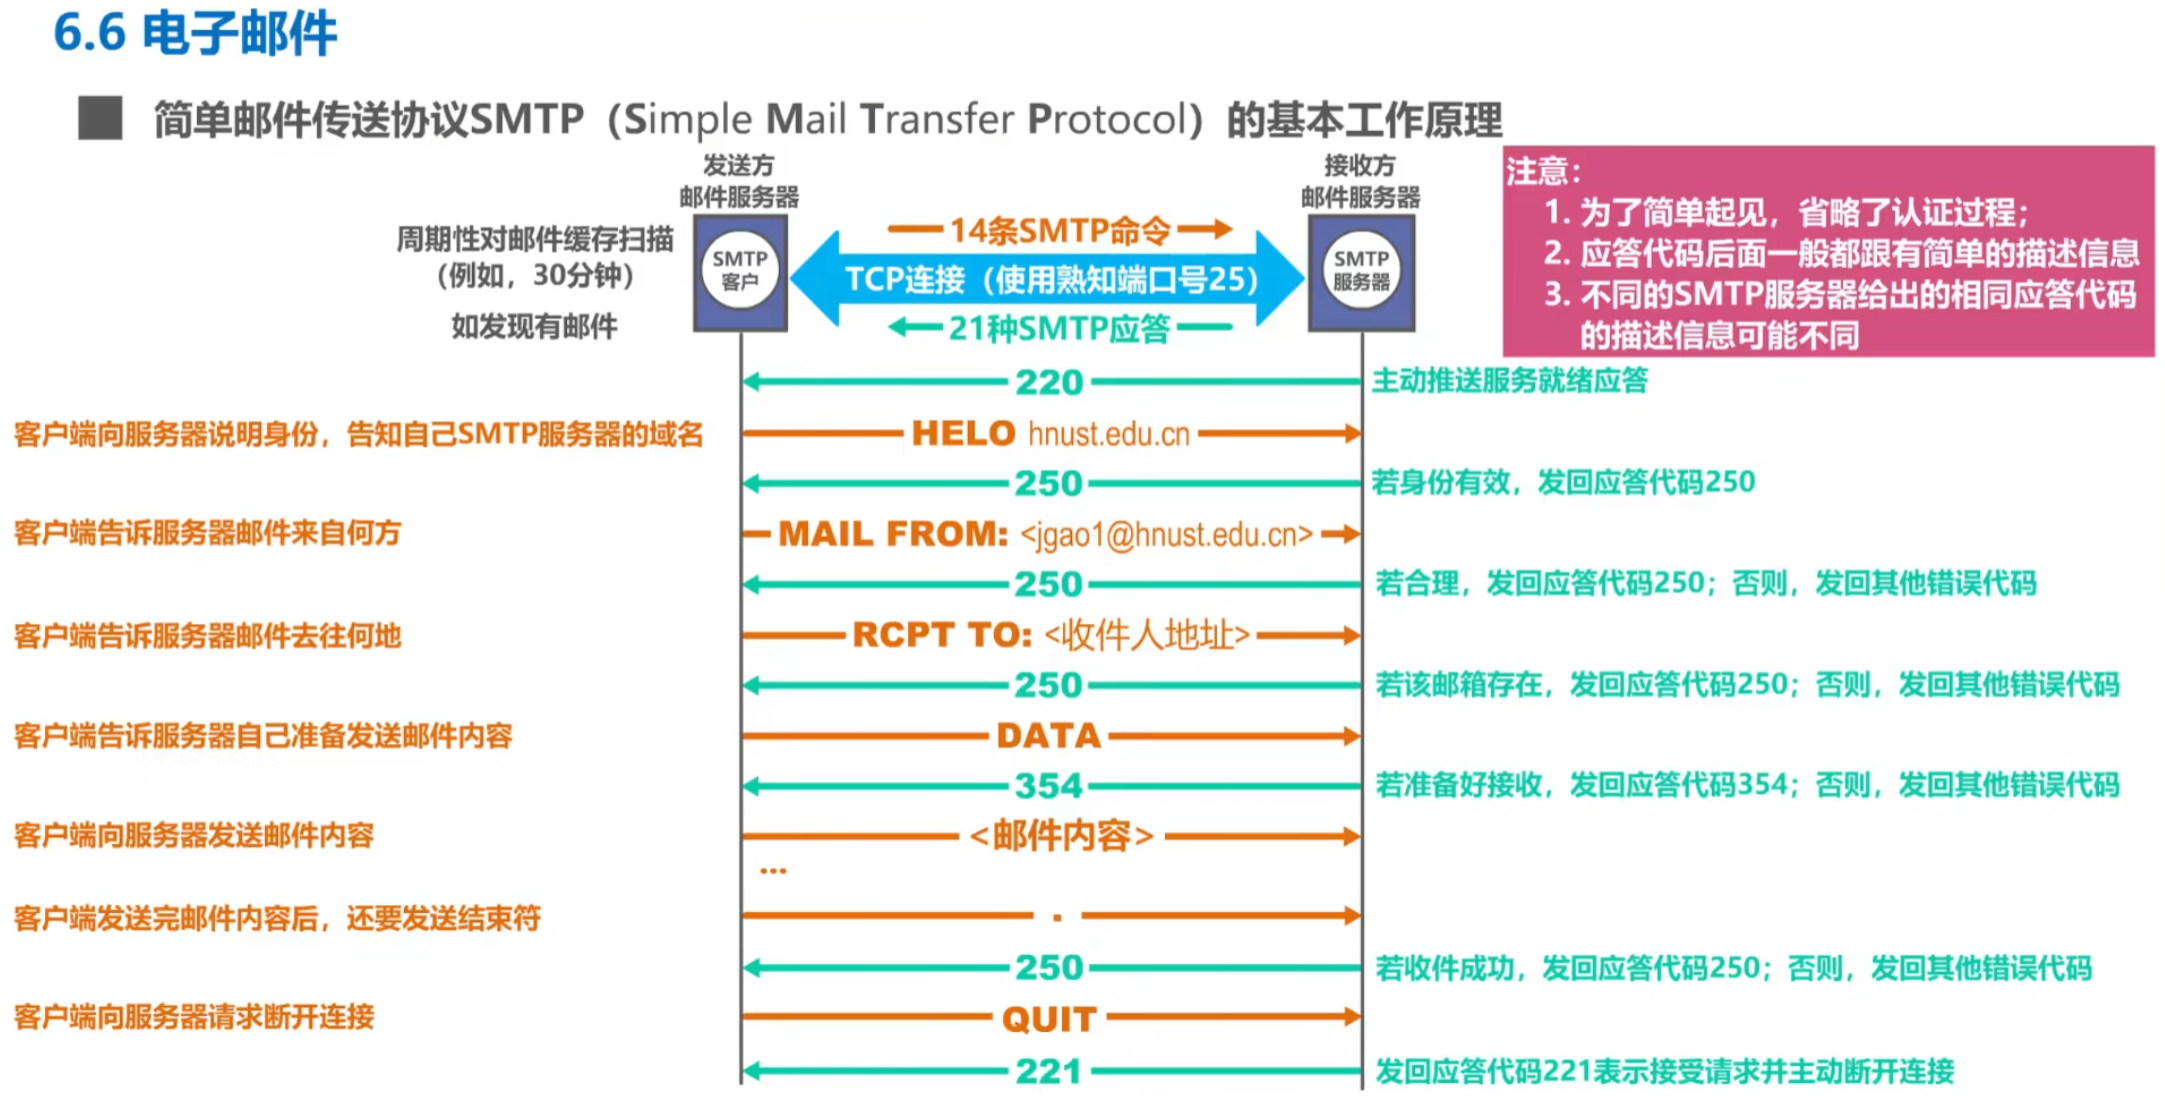 6.6 电子邮件
简单邮件传送协议SMTP（Simple Mail Transfer Protocol）的基本工作原理
发送方
邮件服务器
接收方
邮件服务器
注意：
1. 为了简单起见，省略了认证过程；
2. 应答代码后面一般都跟有简单的描述信息
3. 不同的SMTP服务器给出的相同应答代码
的描述信息可能不同
周期性对邮件缓存扫描
（例如，30分钟）
如发现有邮件
SMTP
客户
14条SMTP命令
TCP连接（使用熟知端口号25）
21种SMTP应答
SMTP
服务器
220
主动推送服务就绪应答
客户端向服务器说明身份，告知自己SMTP服务器的域名
HELO hnust.edu.cn
250
若身份有效，发回应答代码250
客户端告诉服务器邮件来自何方
MAIL FROM: <jgao1@hnust.edu.cn>
250
若合理，发回应答代码250；否则，发回其他错误代码
客户端告诉服务器邮件去往何地
RCPT TO: <收件人地址>
250
若该邮箱存在，发回应答代码250；否则，发回其他错误代码
客户端告诉服务器自己准备发送邮件内容
DATA
354
若准备好接收，发回应答代码354；否则，发回其他错误代码
客户端向服务器发送邮件内容
<邮件内容>
...
客户端发送完邮件内容后，还要发送结束符
.
250
若收件成功，发回应答代码250；否则，发回其他错误代码
客户端向服务器请求断开连接
QUIT
221
发回应答代码221表示接受请求并主动断开连接